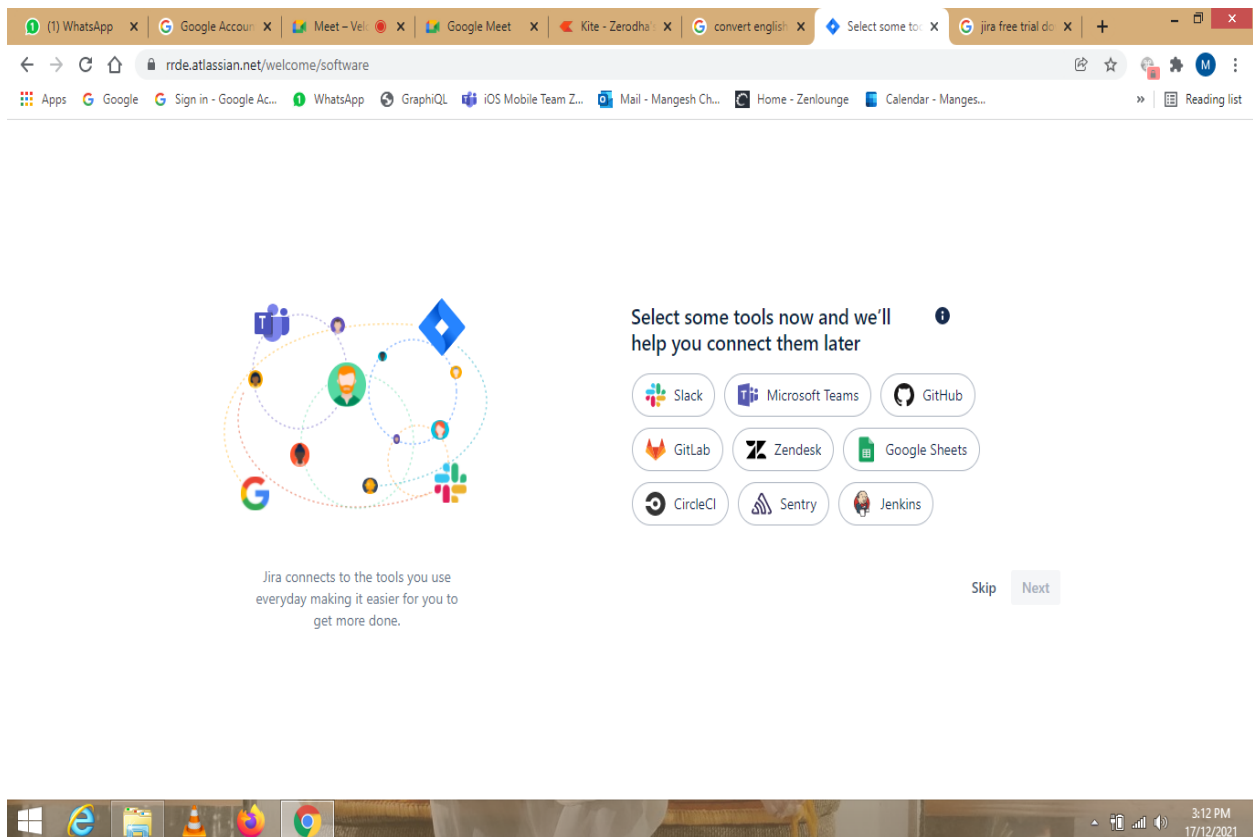 (1) WhatsApp
Google Accoun
Meet – Velo
Google Meet
Kite - Zerodha's
convert english
Select some too
jira free trial do
rrde.atlassian.net/welcome/software
M
Apps
Google
Sign in - Google Ac...
WhatsApp
GraphiQL
iOS Mobile Team Z...
Mail - Mangesh Ch...
Home - Zenlounge
Calendar - Manges...
»
Reading list
Select some tools now and we'll
help you connect them later
Slack
Microsoft Teams
GitHub
GitLab
Zendesk
Google Sheets
CircleCI
Sentry
Jenkins
Jira connects to the tools you use
everyday making it easier for you to
get more done.
Skip
Next
3:12 PM
17/12/2021